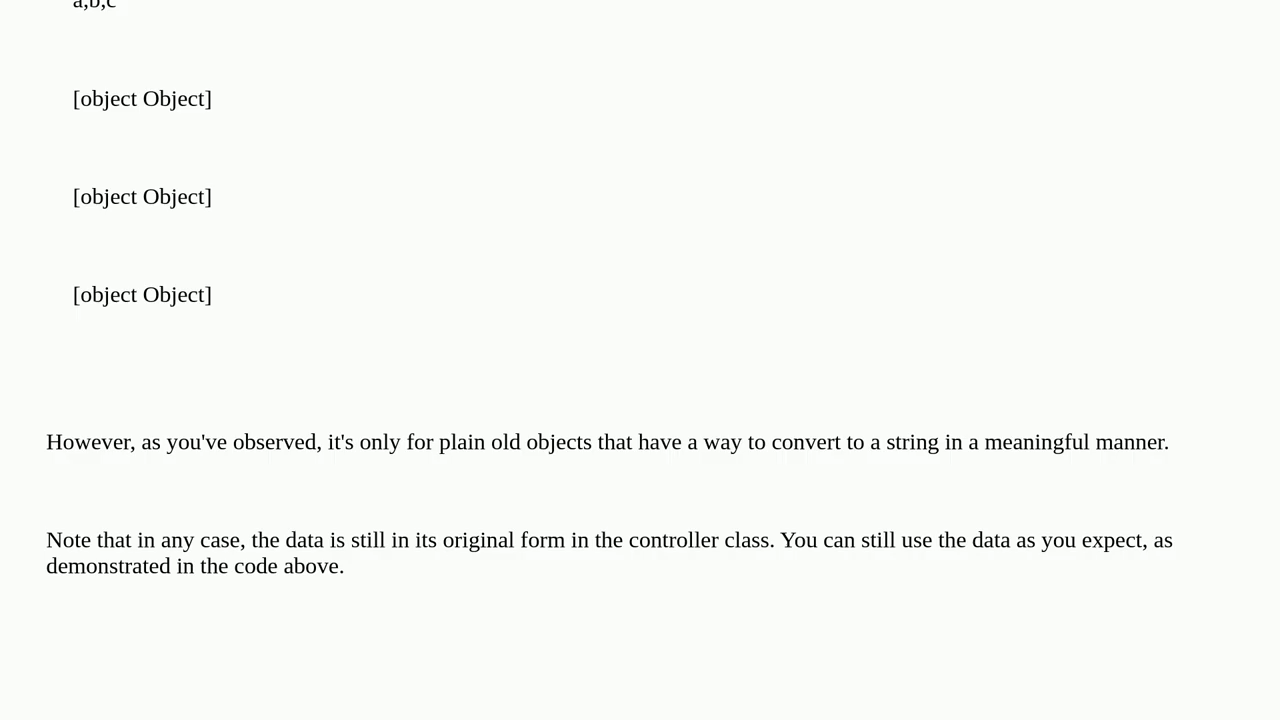 a,b,c
[object Object]
[object Object]
[object Object]
However, as you've observed, it's only for plain old objects that have a way to convert to a string in a meaningful manner.
Note that in any case, the data is still in its original form in the controller class. You can still use the data as you expect, as
demonstrated in the code above.